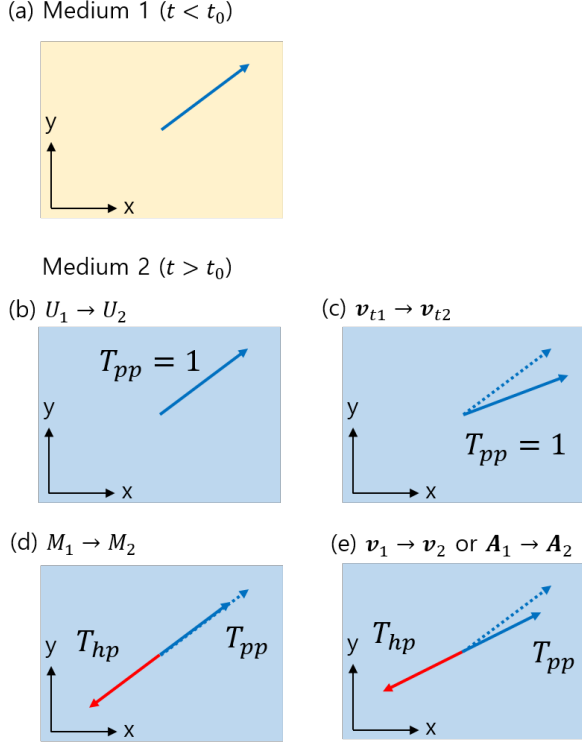 (a) Medium 1 (t < t₀)
y
x
Medium 2 (t > t₀)
(b) U₁ → U₂
T_pp = 1
y
x
(c) v_t1 → v_t2
T_pp = 1
y
x
(d) M₁ → M₂
T_hp
T_pp
y
x
(e) v₁ → v₂ or A₁ → A₂
T_hp
T_pp
y
x